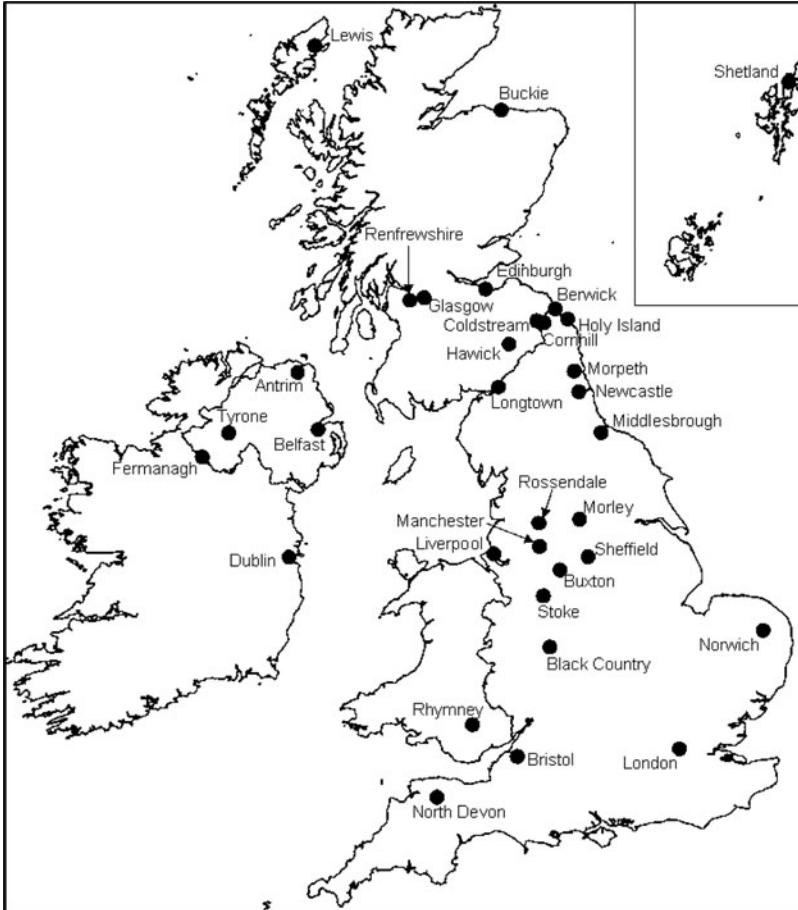 Lewis
Shetland
Buckie
Renfrewshire
Edinburgh
Glasgow
Berwick
Coldstream
Holy Island
Cornhill
Hawick
Antrim
Morpeth
Longtown
Newcastle
Tyrone
Belfast
Middlesbrough
Fermanagh
Rossendale
Morley
Manchester
Liverpool
Sheffield
Dublin
Buxton
Stoke
Norwich
Black Country
Rhymney
Bristol
London
North Devon